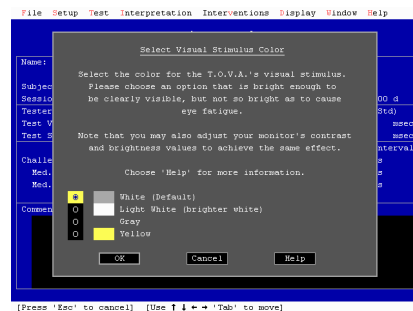 File Setup Test Interpretation Interventions Display Window Help
Select Visual Stimulus Color
Name:
Select the color for the T.O.V.A.'s visual stimulus.
Subjec
Please choose an option that is bright enough to
Sessio
be clearly visible, but not so bright as to cause
00 d
Tester
eye fatigue.
Std)
Test V
msec
Test S
Note that you may also adjust your monitor's contrast
msec
and brightness values to achieve the same effect.
nterval
Challe
s
Med.
Choose 'Help' for more information.
s
Med.
s
White (Default)
Commen
Light White (brighter white)
Gray
Yellow
OK Cancel Help
[Press 'Esc' to cancel] [Use ↑ ↓ ← → 'Tab' to move]